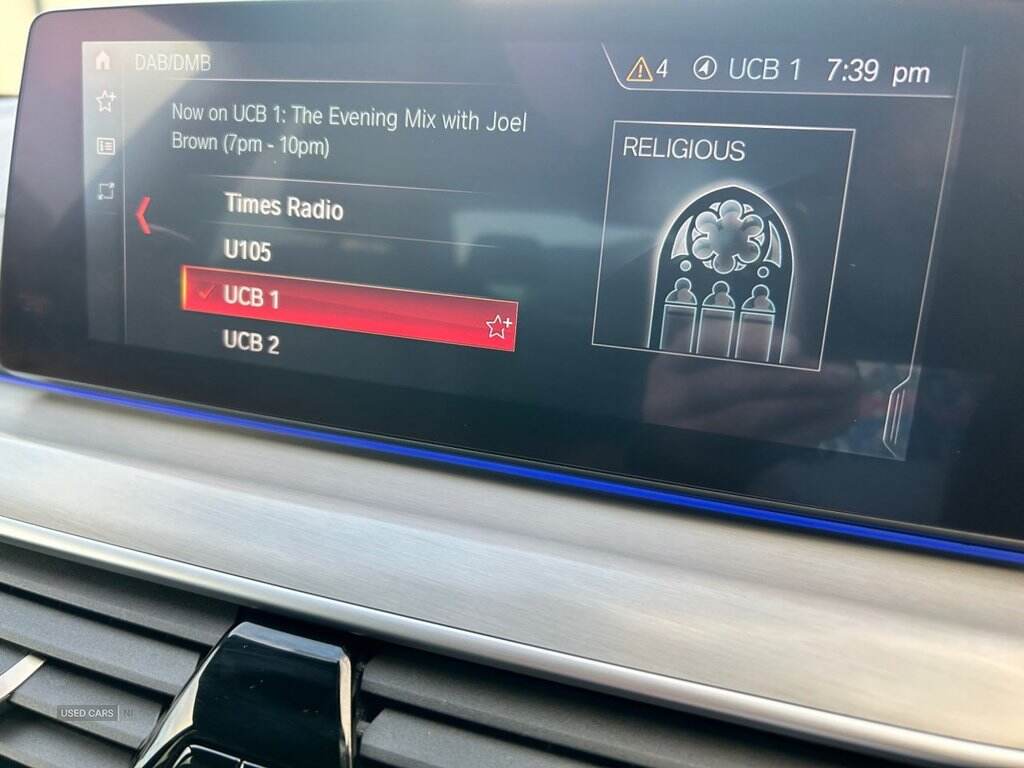 DAB/DMB
4 UCB 1 7:39 pm
Now on UCB 1: The Evening Mix with Joel
Brown (7pm - 10pm)
RELIGIOUS
Times Radio
U105
UCB 1
UCB 2
USED CARS NI